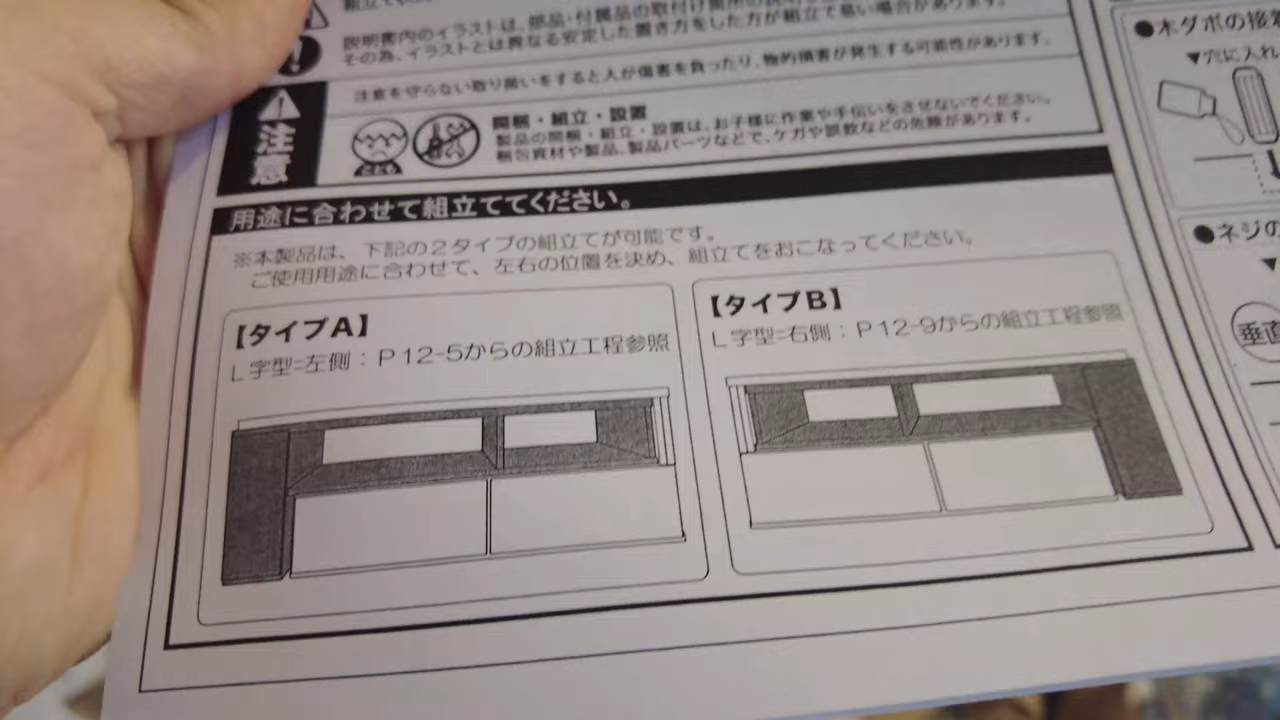 説明書内のイラストは、部品・付属品の取付け箇所の説明
その為、イラストとは異なる安定した置き方をした方が組立て易い場合があります。
注意を守らない取り扱いをすると人が傷害を負ったり、物的損害が発生する可能性があります。
注意
こども
開梱・組立・設置
製品の開梱・組立・設置は、お子様に作業や手伝いをさせないでください。
梱包資材や製品、製品パーツなどで、ケガや誤飲などの危険があります。
用途に合わせて組立ててください。
※本製品は、下記の2タイプの組立てが可能です。
ご使用用途に合わせて、左右の位置を決め、組立てをおこなってください。
【タイプA】
L字型=左側：P12-5からの組立工程参照
【タイプB】
L字型=右側：P12-9からの組立工程参照
●木ダボの接着
▼穴に入れ
●ネジの
▼
垂直